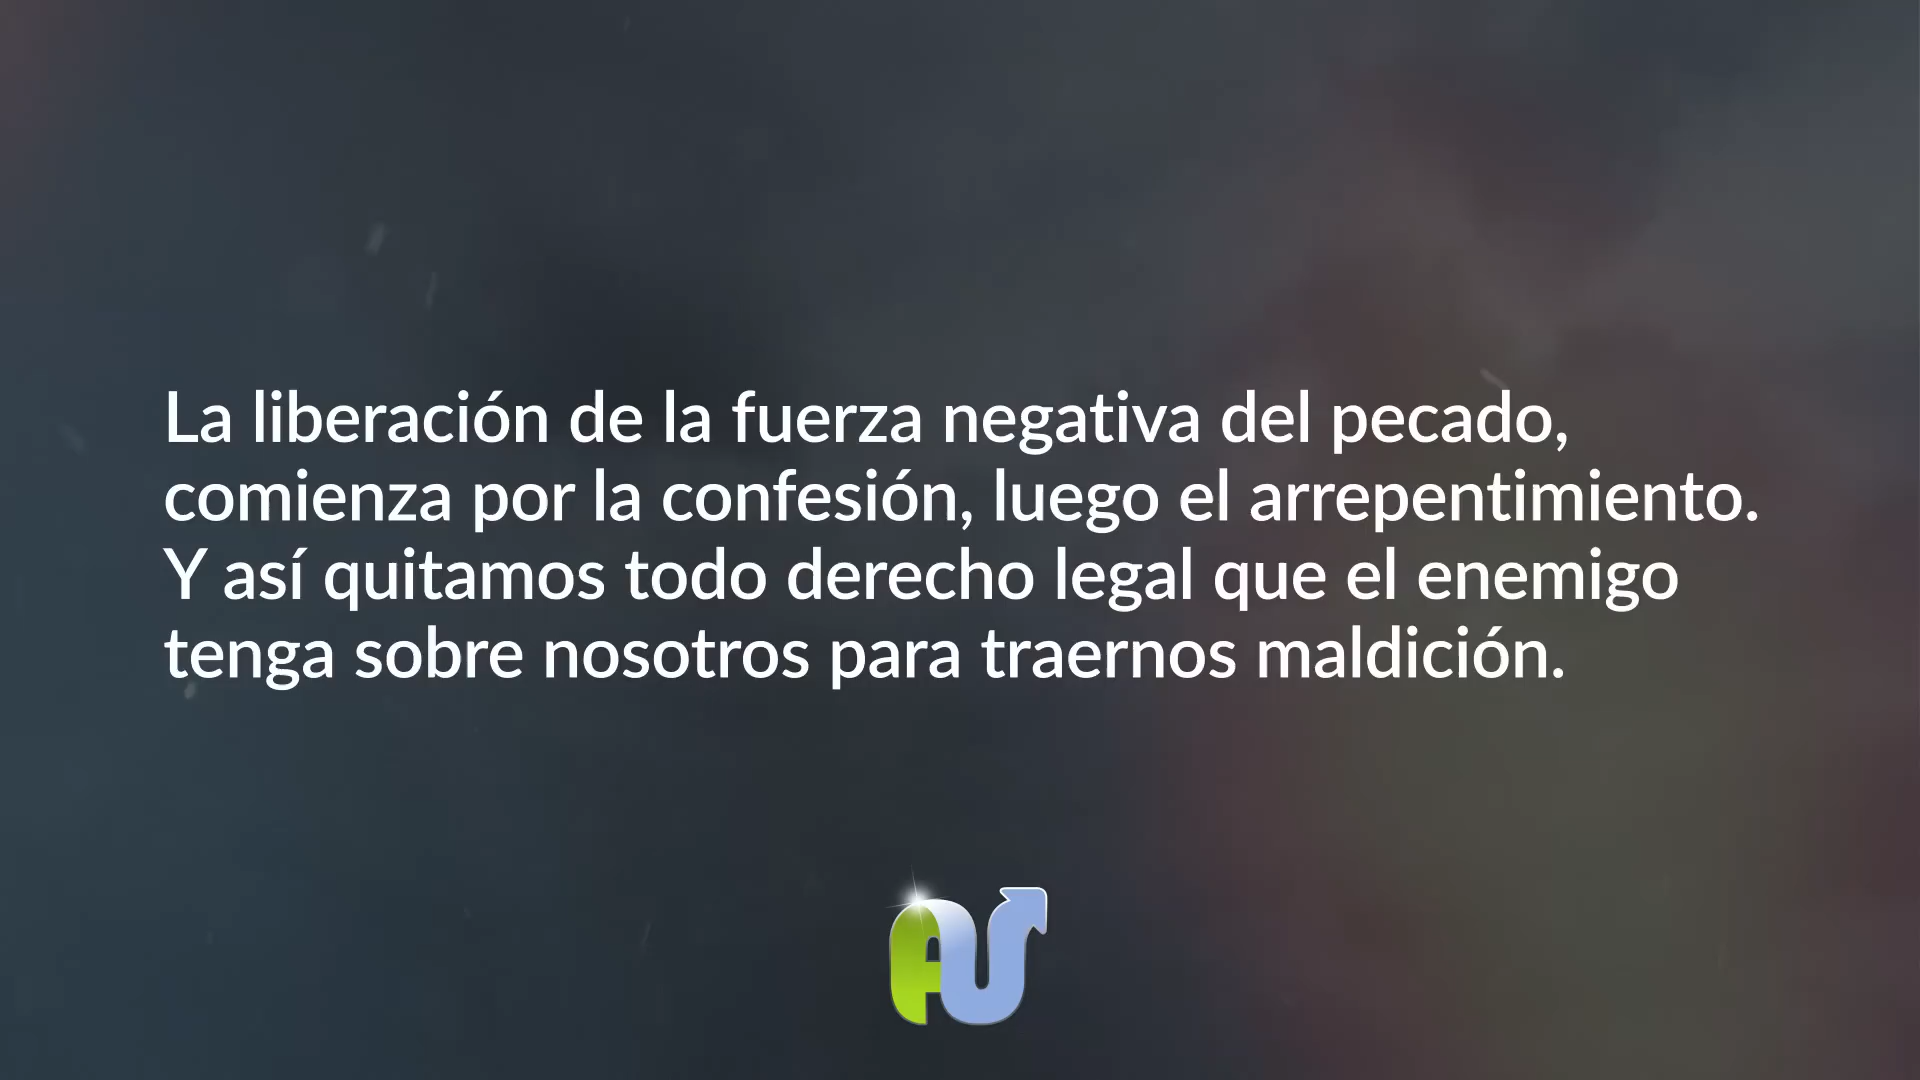 La liberación de la fuerza negativa del pecado,
comienza por la confesión, luego el arrepentimiento.
Y así quitamos todo derecho legal que el enemigo
tenga sobre nosotros para traernos maldición.
AU